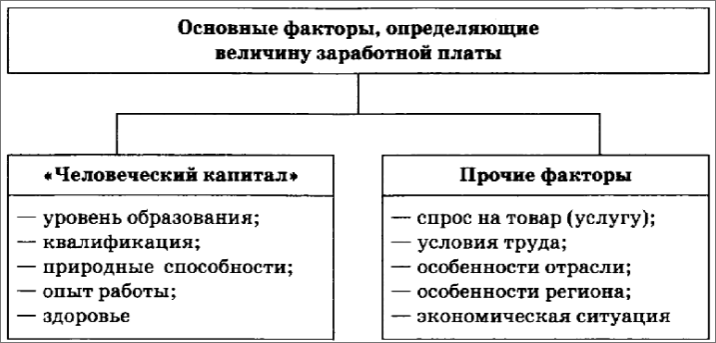 Основные факторы, определяющие
величину заработной платы
«Человеческий капитал»
— уровень образования;
— квалификация;
— природные способности;
— опыт работы;
— здоровье
Прочие факторы
— спрос на товар (услугу);
— условия труда;
— особенности отрасли;
— особенности региона;
— экономическая ситуация